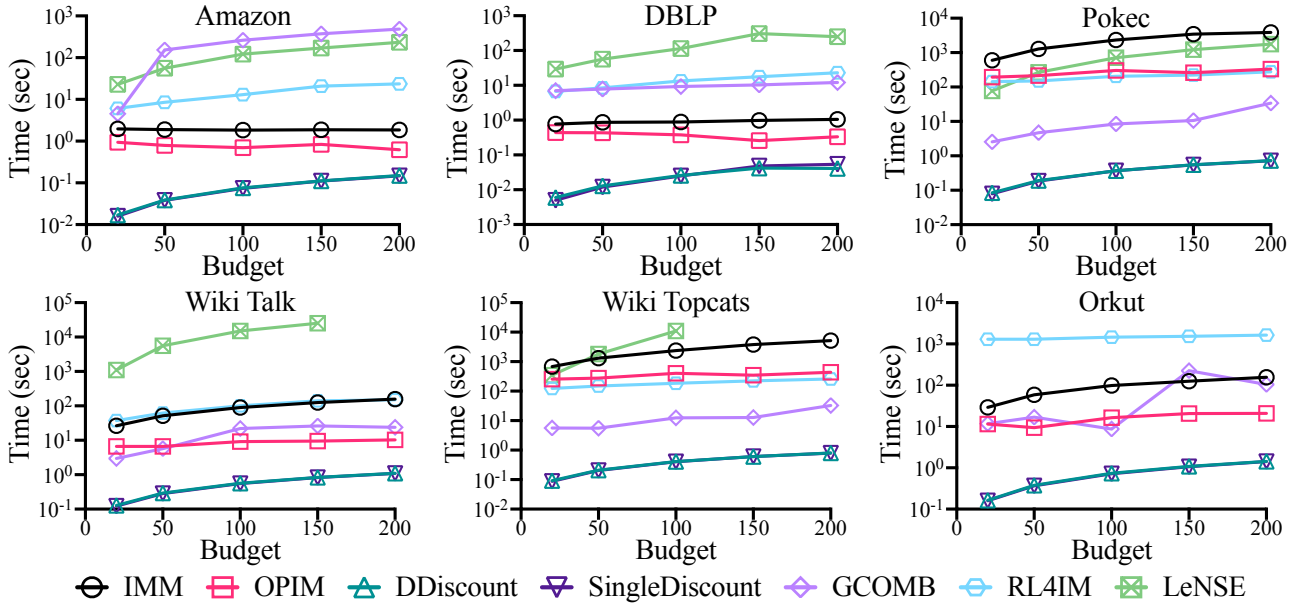 Amazon
DBLP
Pokec
Time (sec)
10^3
10^2
10^1
10^0
10^-1
10^-2
0 50 100 150 200
Budget
Time (sec)
10^3
10^2
10^1
10^0
10^-1
10^-2
10^-3
0 50 100 150 200
Budget
Time (sec)
10^4
10^3
10^2
10^1
10^0
10^-1
10^-2
0 50 100 150 200
Budget
Wiki Talk
Wiki Topcats
Orkut
Time (sec)
10^5
10^4
10^3
10^2
10^1
10^0
10^-1
0 50 100 150 200
Budget
Time (sec)
10^5
10^4
10^3
10^2
10^1
10^0
10^-1
10^-2
0 50 100 150 200
Budget
Time (sec)
10^4
10^3
10^2
10^1
10^0
10^-1
0 50 100 150 200
Budget
IMM OPIM DDiscount SingleDiscount GCOMB RL4IM LeNSE